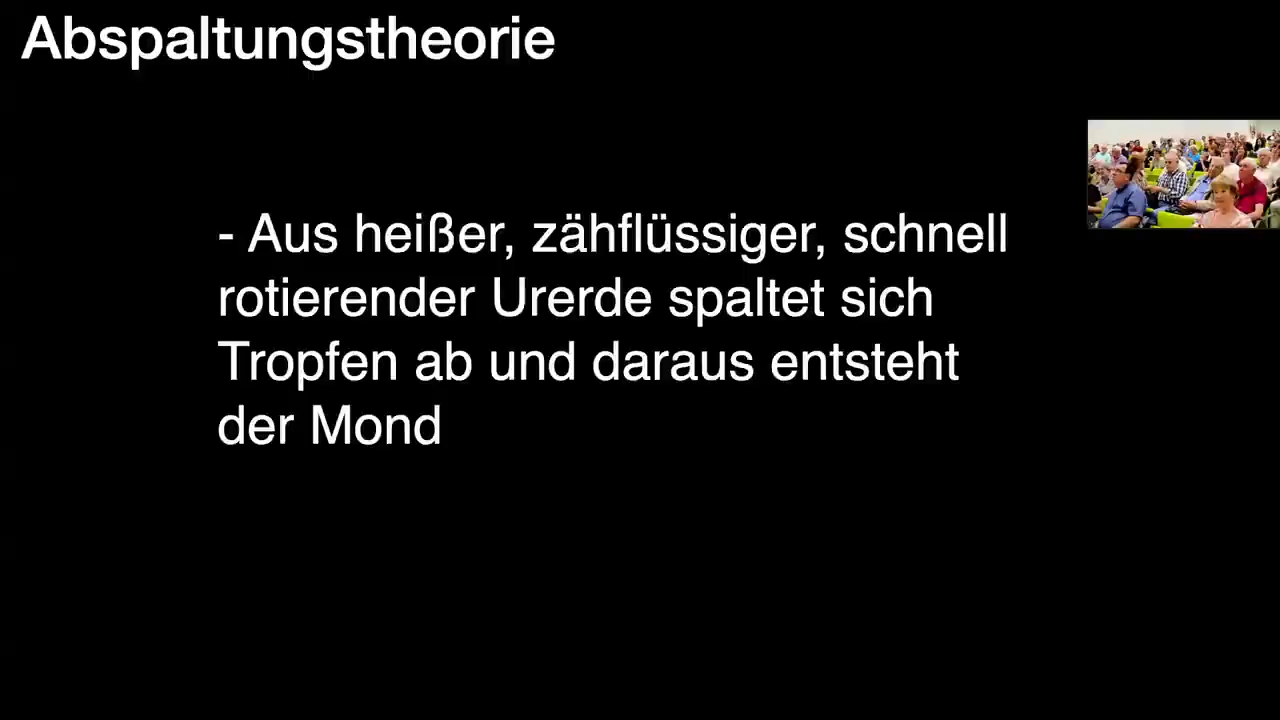 Abspaltungstheorie
- Aus heißer, zähflüssiger, schnell
rotierender Urerde spaltet sich
Tropfen ab und daraus entsteht
der Mond